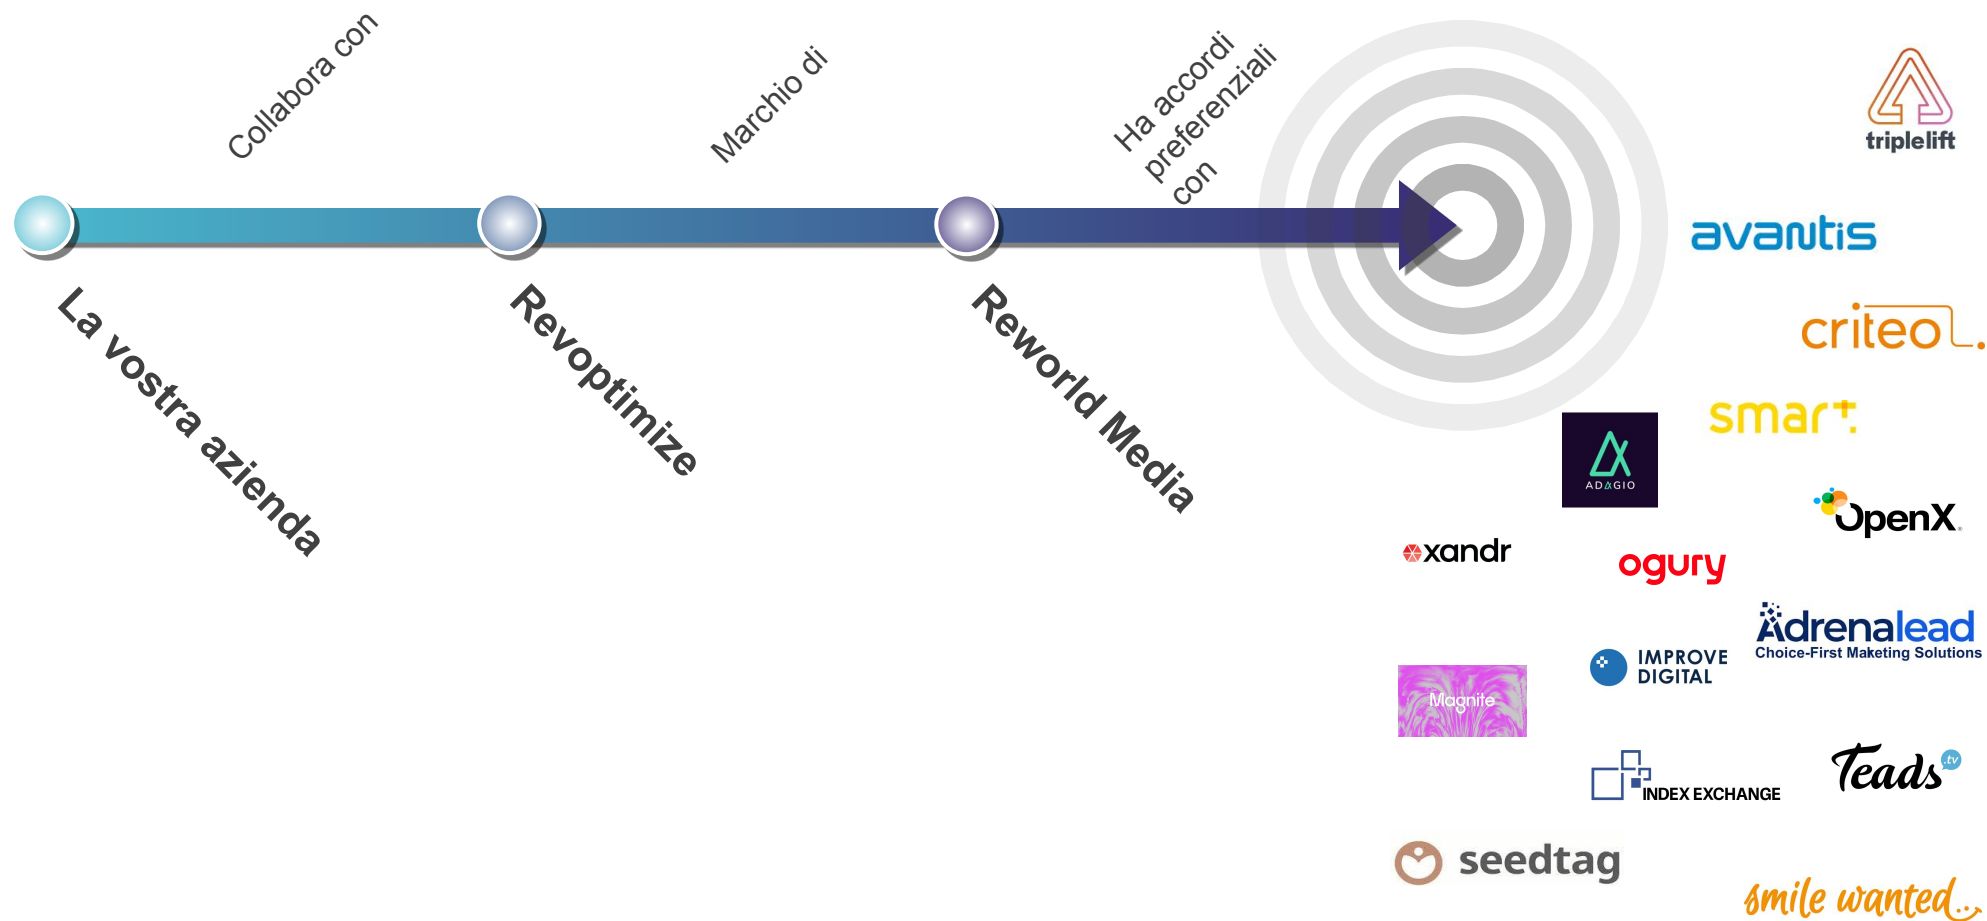 Collabora con
Marchio di
Ha accordi
preferenziali
con
La vostra azienda
Revoptimize
Reworld Media
triplelift
avantis
criteo
smart
ADAGIO
OpenX
xandr
ogury
Adrenalead
Choice-First Maketing Solutions
IMPROVE
DIGITAL
Magnite
INDEX EXCHANGE
Teads .tv
seedtag
smile wanted...